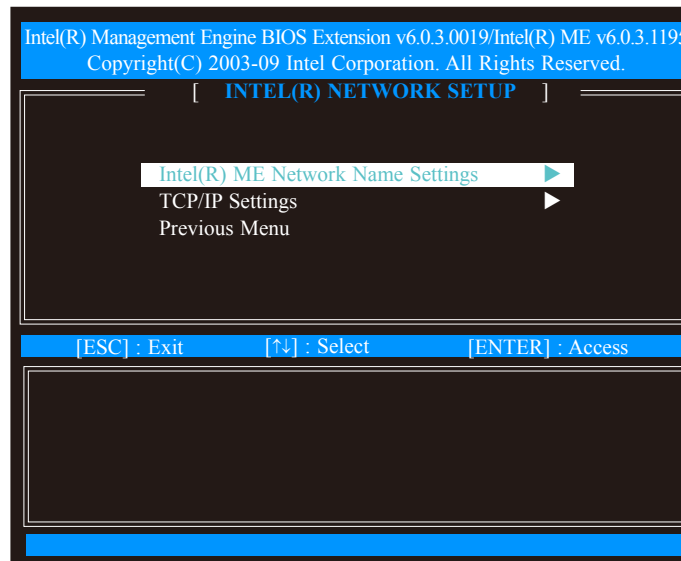 Intel(R) Management Engine BIOS Extension v6.0.3.0019/Intel(R) ME v6.0.3.1195
Copyright(C) 2003-09 Intel Corporation. All Rights Reserved.
[ INTEL(R) NETWORK SETUP ]
Intel(R) ME Network Name Settings ▶
TCP/IP Settings ▶
Previous Menu
[ESC] : Exit [↑↓] : Select [ENTER] : Access